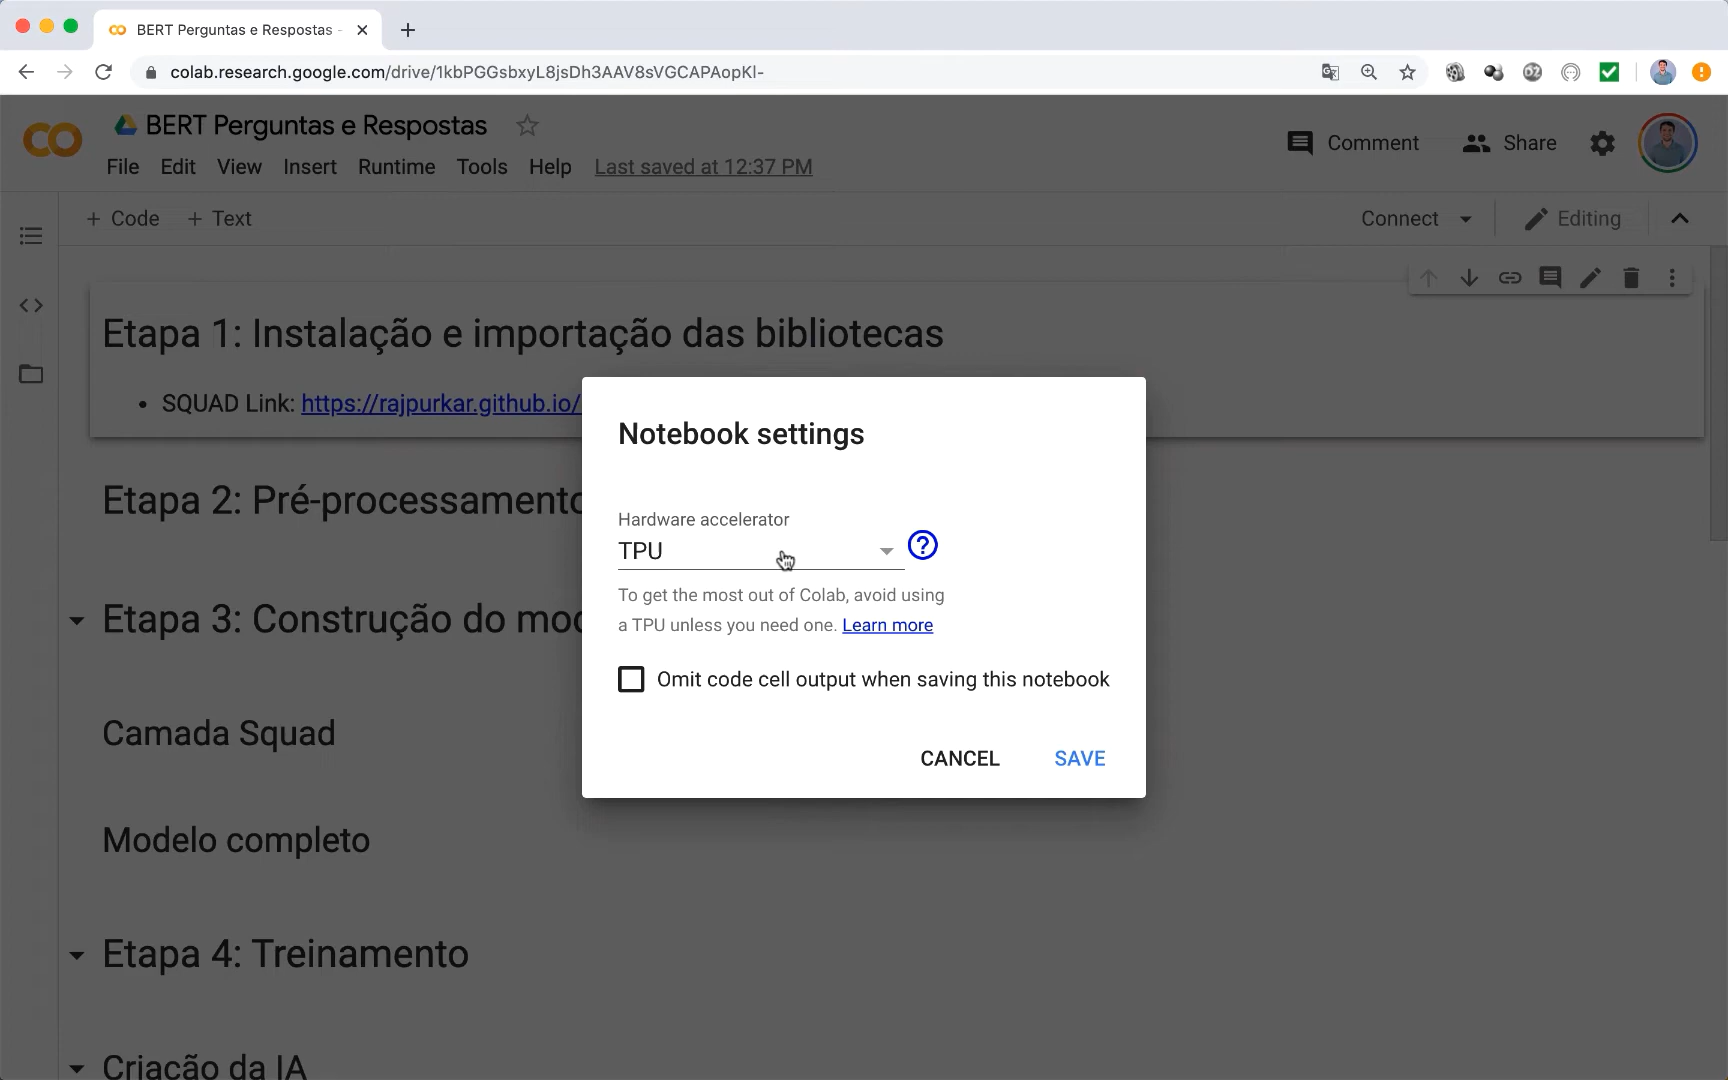 BERT Perguntas e Respostas -
colab.research.google.com/drive/1kbPGGsbxyL8jsDh3AAV8sVGCAPAopKl-
BERT Perguntas e Respostas
Comment
Share
File Edit View Insert Runtime Tools Help Last saved at 12:37 PM
+ Code + Text
Connect
Editing
Etapa 1: Instalação e importação das bibliotecas
• SQUAD Link: https://rajpurkar.github.io/
Notebook settings
Etapa 2: Pré-processamento
Hardware accelerator
TPU
To get the most out of Colab, avoid using
a TPU unless you need one. Learn more
Etapa 3: Construção do mod
Omit code cell output when saving this notebook
Camada Squad
CANCEL SAVE
Modelo completo
Etapa 4: Treinamento
Criação da IA